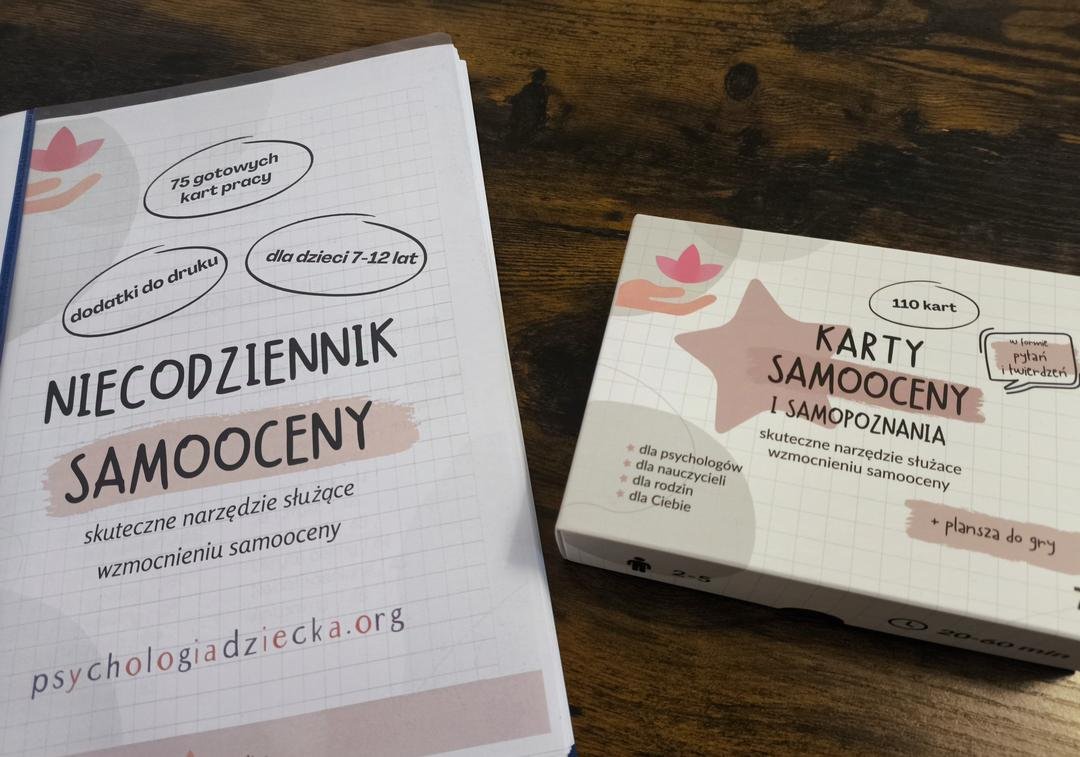 75 gotowych
kart pracy
dodatki do druku
dla dzieci 7-12 lat
NIECODZIENNIK
SAMOOCENY
skuteczne narzędzie służące
wzmocnieniu samooceny
psychologiadziecka.org
110 kart
w formie
pytań
i twierdzeń
KARTY
SAMOOCENY
I SAMOPOZNANIA
skuteczne narzędzie służace
wzmocnieniu samooceny
dla psychologów
dla nauczycieli
dla rodzin
dla Ciebie
+ plansza do gry
2-5
20-60 min